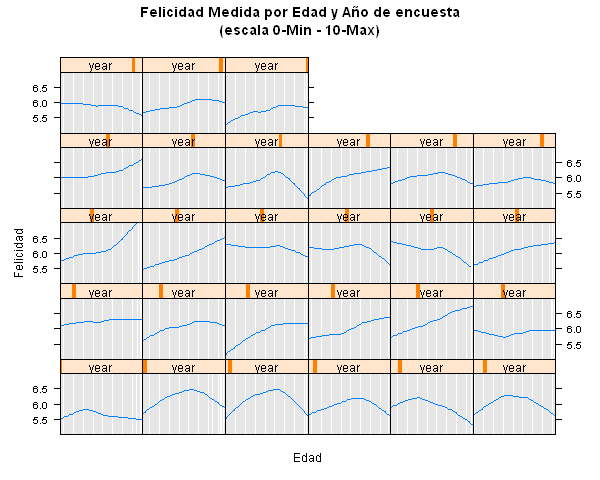 Felicidad Medida por Edad y Año de encuesta
(escala 0-Min - 10-Max)
year year year
6.5
6.0
5.5
year year year year year year
6.5
6.0
5.5
year year year year year year
6.5
6.0
5.5
Felicidad
year year year year year year
6.5
6.0
5.5
year year year year year year
6.5
6.0
5.5
Edad